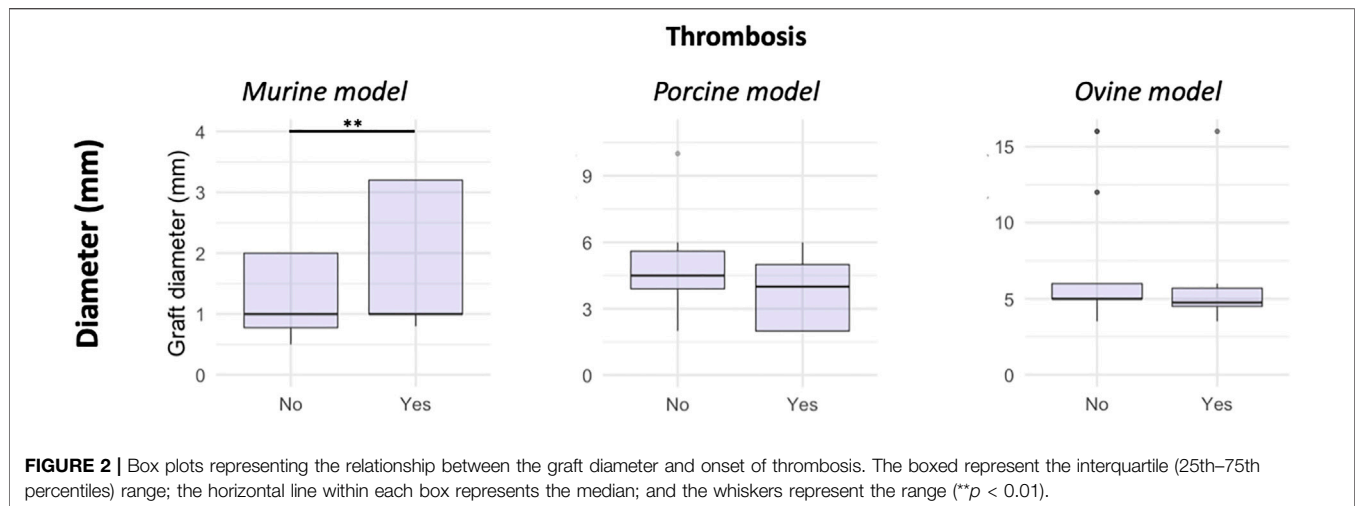 Thrombosis
Murine model
Porcine model
Ovine model
Diameter (mm)
Graft diameter (mm)
**
4
3
2
1
0
No
Yes
9
6
3
0
No
Yes
15
10
5
0
No
Yes
FIGURE 2 | Box plots representing the relationship between the graft diameter and onset of thrombosis. The boxed represent the interquartile (25th–75th
percentiles) range; the horizontal line within each box represents the median; and the whiskers represent the range (**p < 0.01).